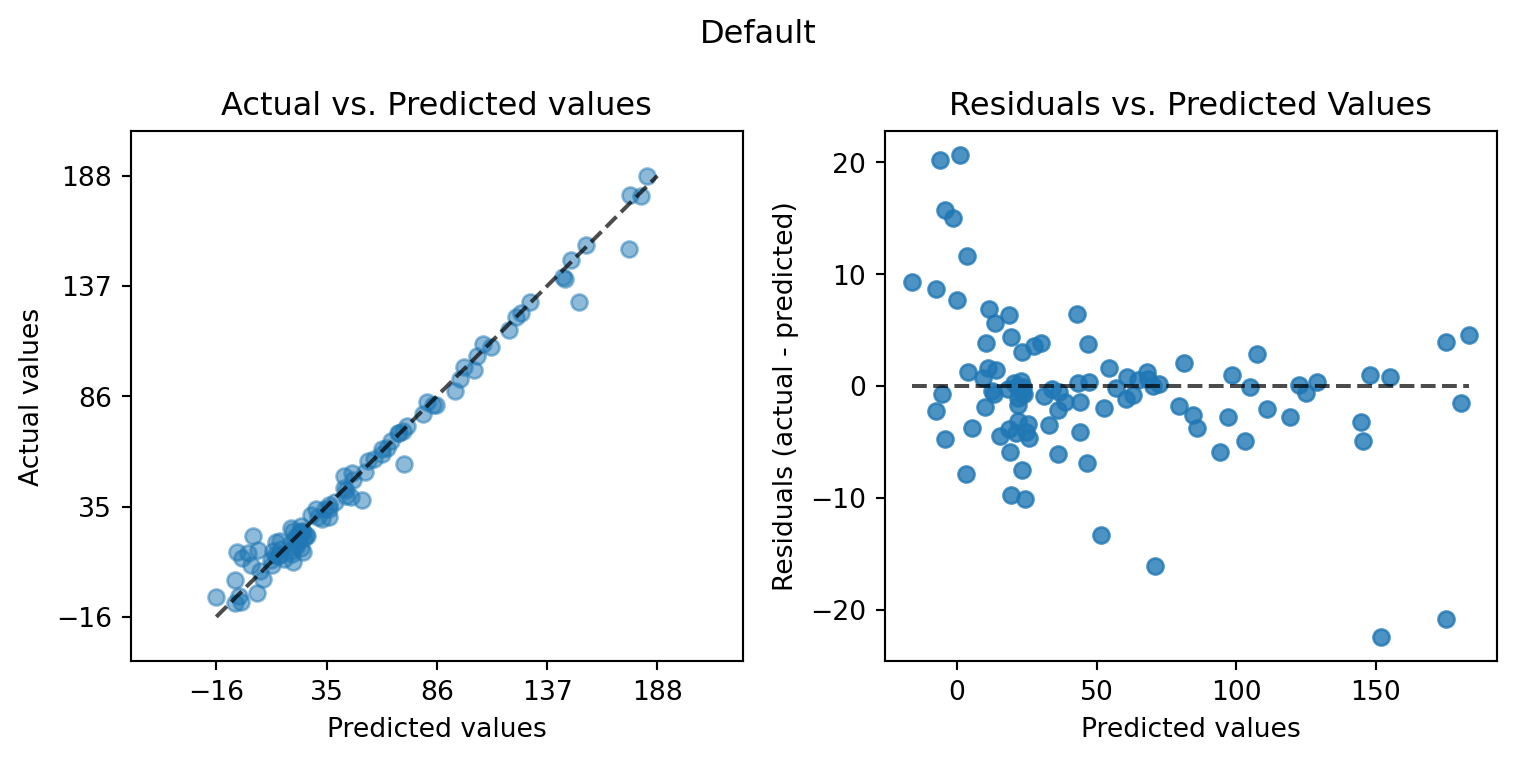 Default
Actual vs. Predicted values
188
137
86
35
−16
Actual values
−16 35 86 137 188
Predicted values
Residuals vs. Predicted Values
20
10
0
−10
−20
Residuals (actual - predicted)
0 50 100 150
Predicted values